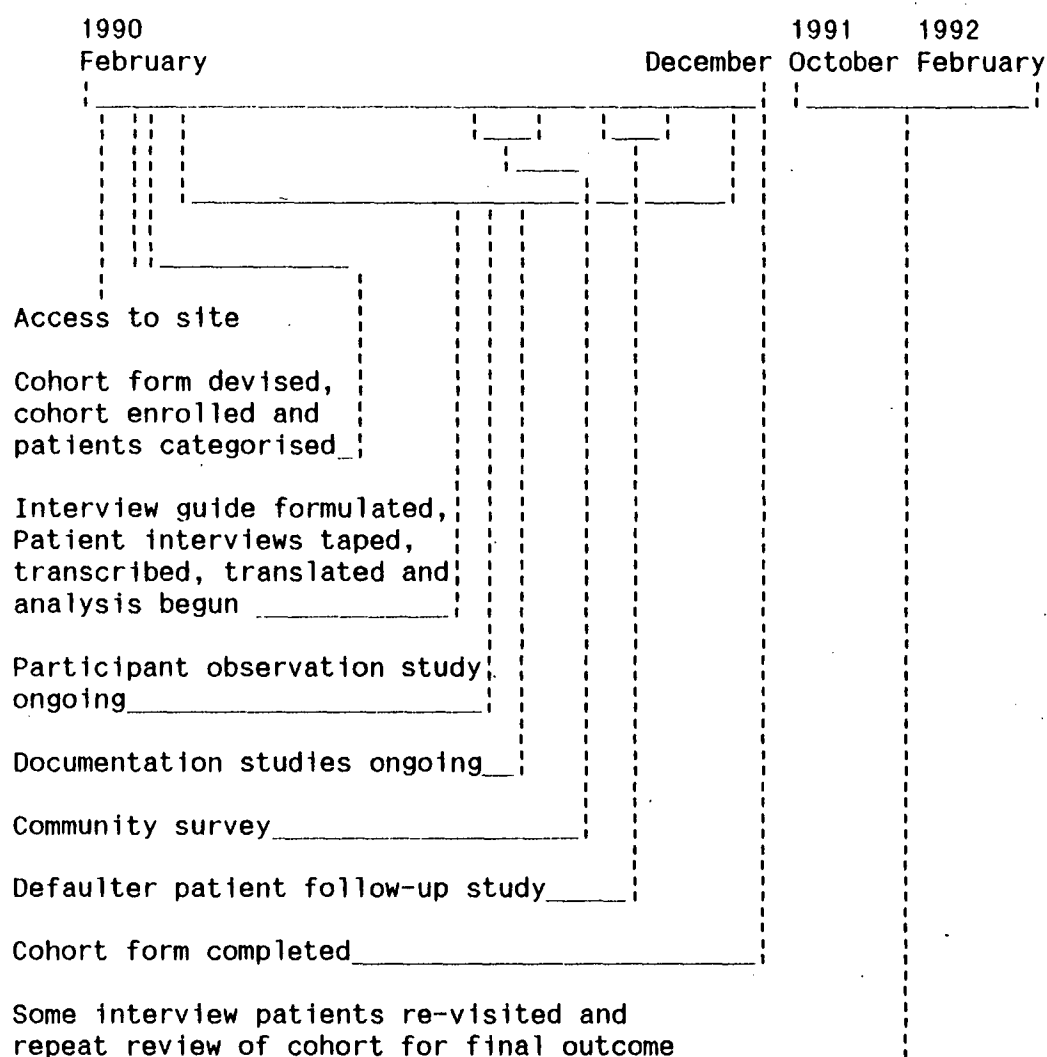 1990 1991 1992
February December October February
Access to site
Cohort form devised,
cohort enrolled and
patients categorised
Interview guide formulated,
Patient interviews taped,
transcribed, translated and
analysis begun
Participant observation study
ongoing
Documentation studies ongoing
Community survey
Defaulter patient follow-up study
Cohort form completed
Some interview patients re-visited and
repeat review of cohort for final outcome